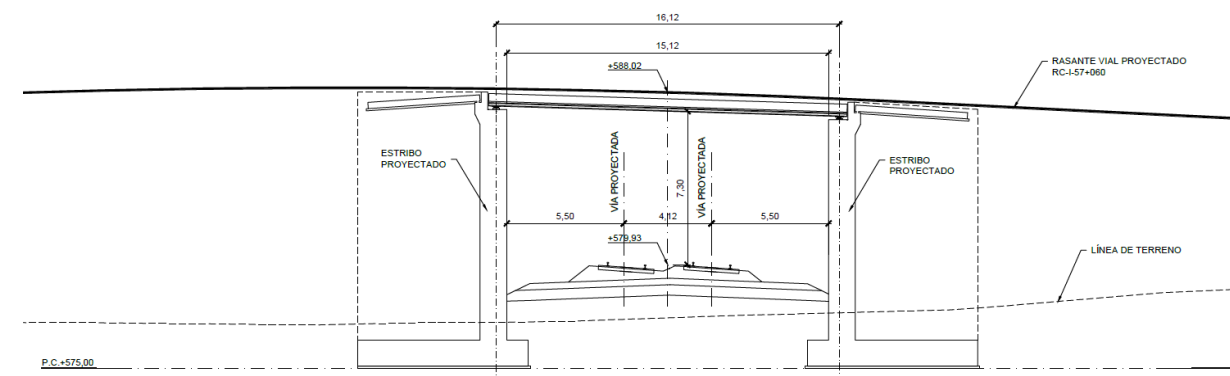 16,12
15,12
+588,02
RASANTE VIAL PROYECTADO
RC-I-57+060
ESTRIBO
PROYECTADO
VÍA PROYECTADA
VÍA PROYECTADA
7,30
ESTRIBO
PROYECTADO
5,50
4,12
5,50
+579,93
LÍNEA DE TERRENO
P.C.+575,00